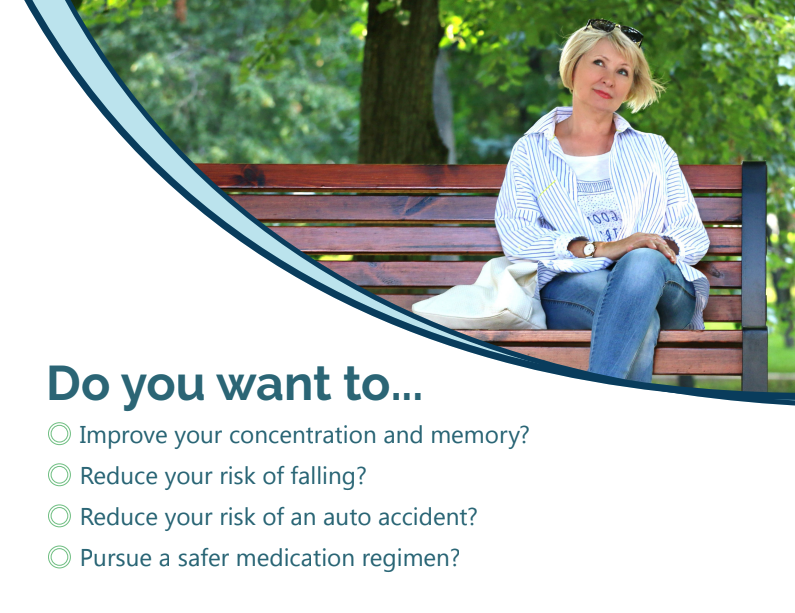 Do you want to...
Improve your concentration and memory?
Reduce your risk of falling?
Reduce your risk of an auto accident?
Pursue a safer medication regimen?